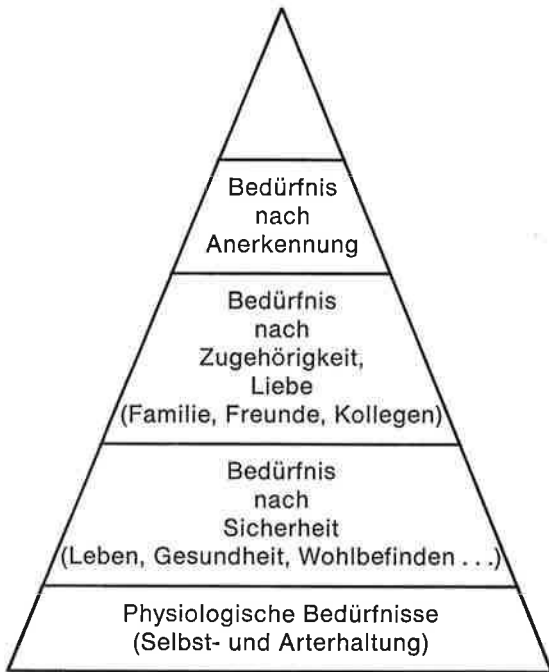 Bedürfnis
nach
Anerkennung
Bedürfnis
nach
Zugehörigkeit,
Liebe
(Familie, Freunde, Kollegen)
Bedürfnis
nach
Sicherheit
(Leben, Gesundheit, Wohlbefinden . . .)
Physiologische Bedürfnisse
(Selbst- und Arterhaltung)